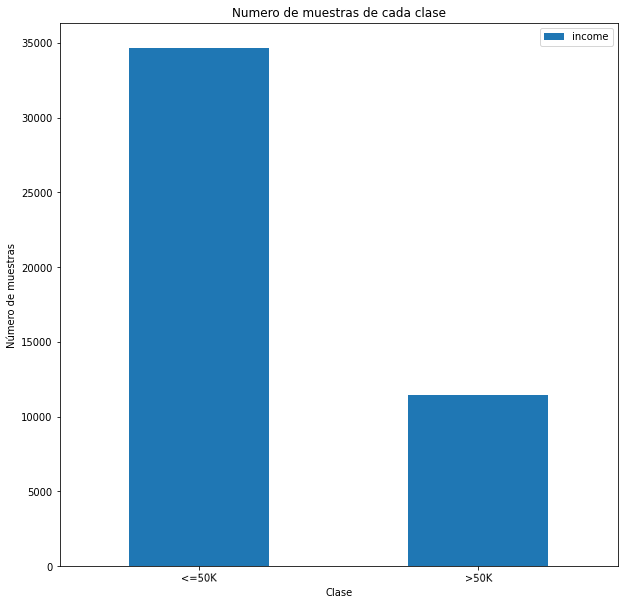 Numero de muestras de cada clase
income
35000
30000
25000
20000
15000
10000
5000
0
Número de muestras
<=50K
>50K
Clase